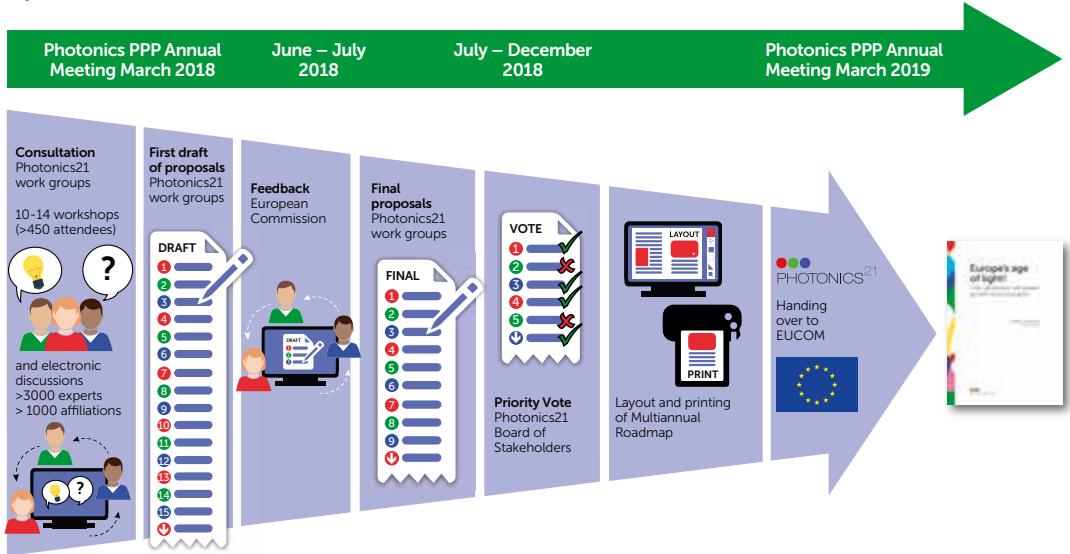 Photonics PPP Annual
Meeting March 2018
June – July
2018
July – December
2018
Photonics PPP Annual
Meeting March 2019
Consultation
Photonics21
work groups
10-14 workshops
(>450 attendees)
?
and electronic
discussions
>3000 experts
> 1000 affiliations
?
First draft
of proposals
Photonics21
work groups
DRAFT
1
2
3
4
5
6
7
8
9
10
11
12
13
14
15
Feedback
European
Commission
DRAFT
1
2
3
Final
proposals
Photonics21
work groups
FINAL
1
2
3
4
5
6
7
8
9
VOTE
1
2
3
4
5
Priority Vote
Photonics21
Board of
Stakeholders
LAYOUT
PRINT
Layout and printing
of Multiannual
Roadmap
PHOTONICS21
Handing
over to
EUCOM
Europe's age
of light!